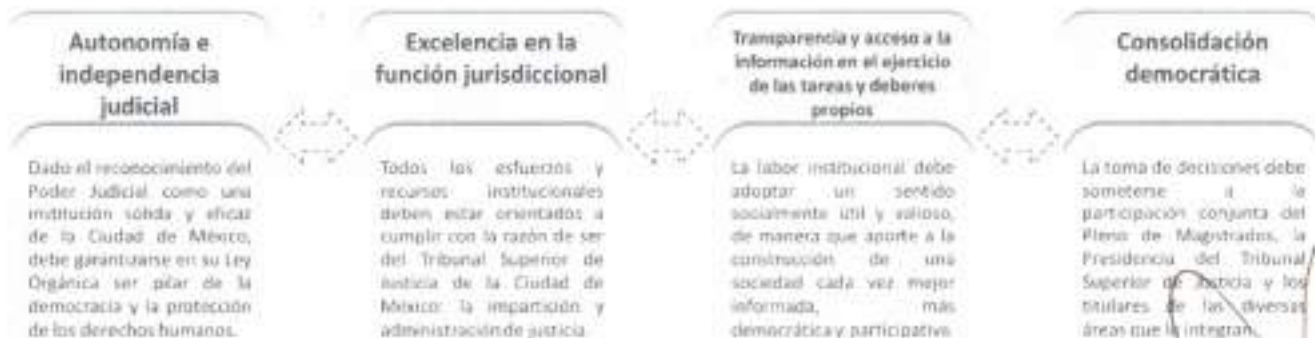 Autonomía e
independencia
judicial
Dado el reconocimiento del
Poder Judicial como una
institución sólida y eficaz
de la Ciudad de México,
debe garantizarse en su Ley
Orgánica ser pilar de la
democracia y la protección
de los derechos humanos.
Excelencia en la
función jurisdiccional
Todos los esfuerzos y
recursos institucionales
deben estar orientados a
cumplir con la razón de ser
del Tribunal Superior de
Justicia de la Ciudad de
México: la impartición y
administración de justicia
Transparencia y acceso a la
información en el ejercicio
de las tareas y deberes
propios
La labor institucional debe
adoptar un sentido
socialmente útil y valioso,
de manera que aporte a la
construcción de una
sociedad cada vez mejor
informada, más
democrática y participativa
Consolidación
democrática
La toma de decisiones debe
someterse a la
participación conjunta del
Pleno de Magistrados, la
Presidencia del Tribunal
Superior de Justicia y los
titulares de las diversas
áreas que lo integran.